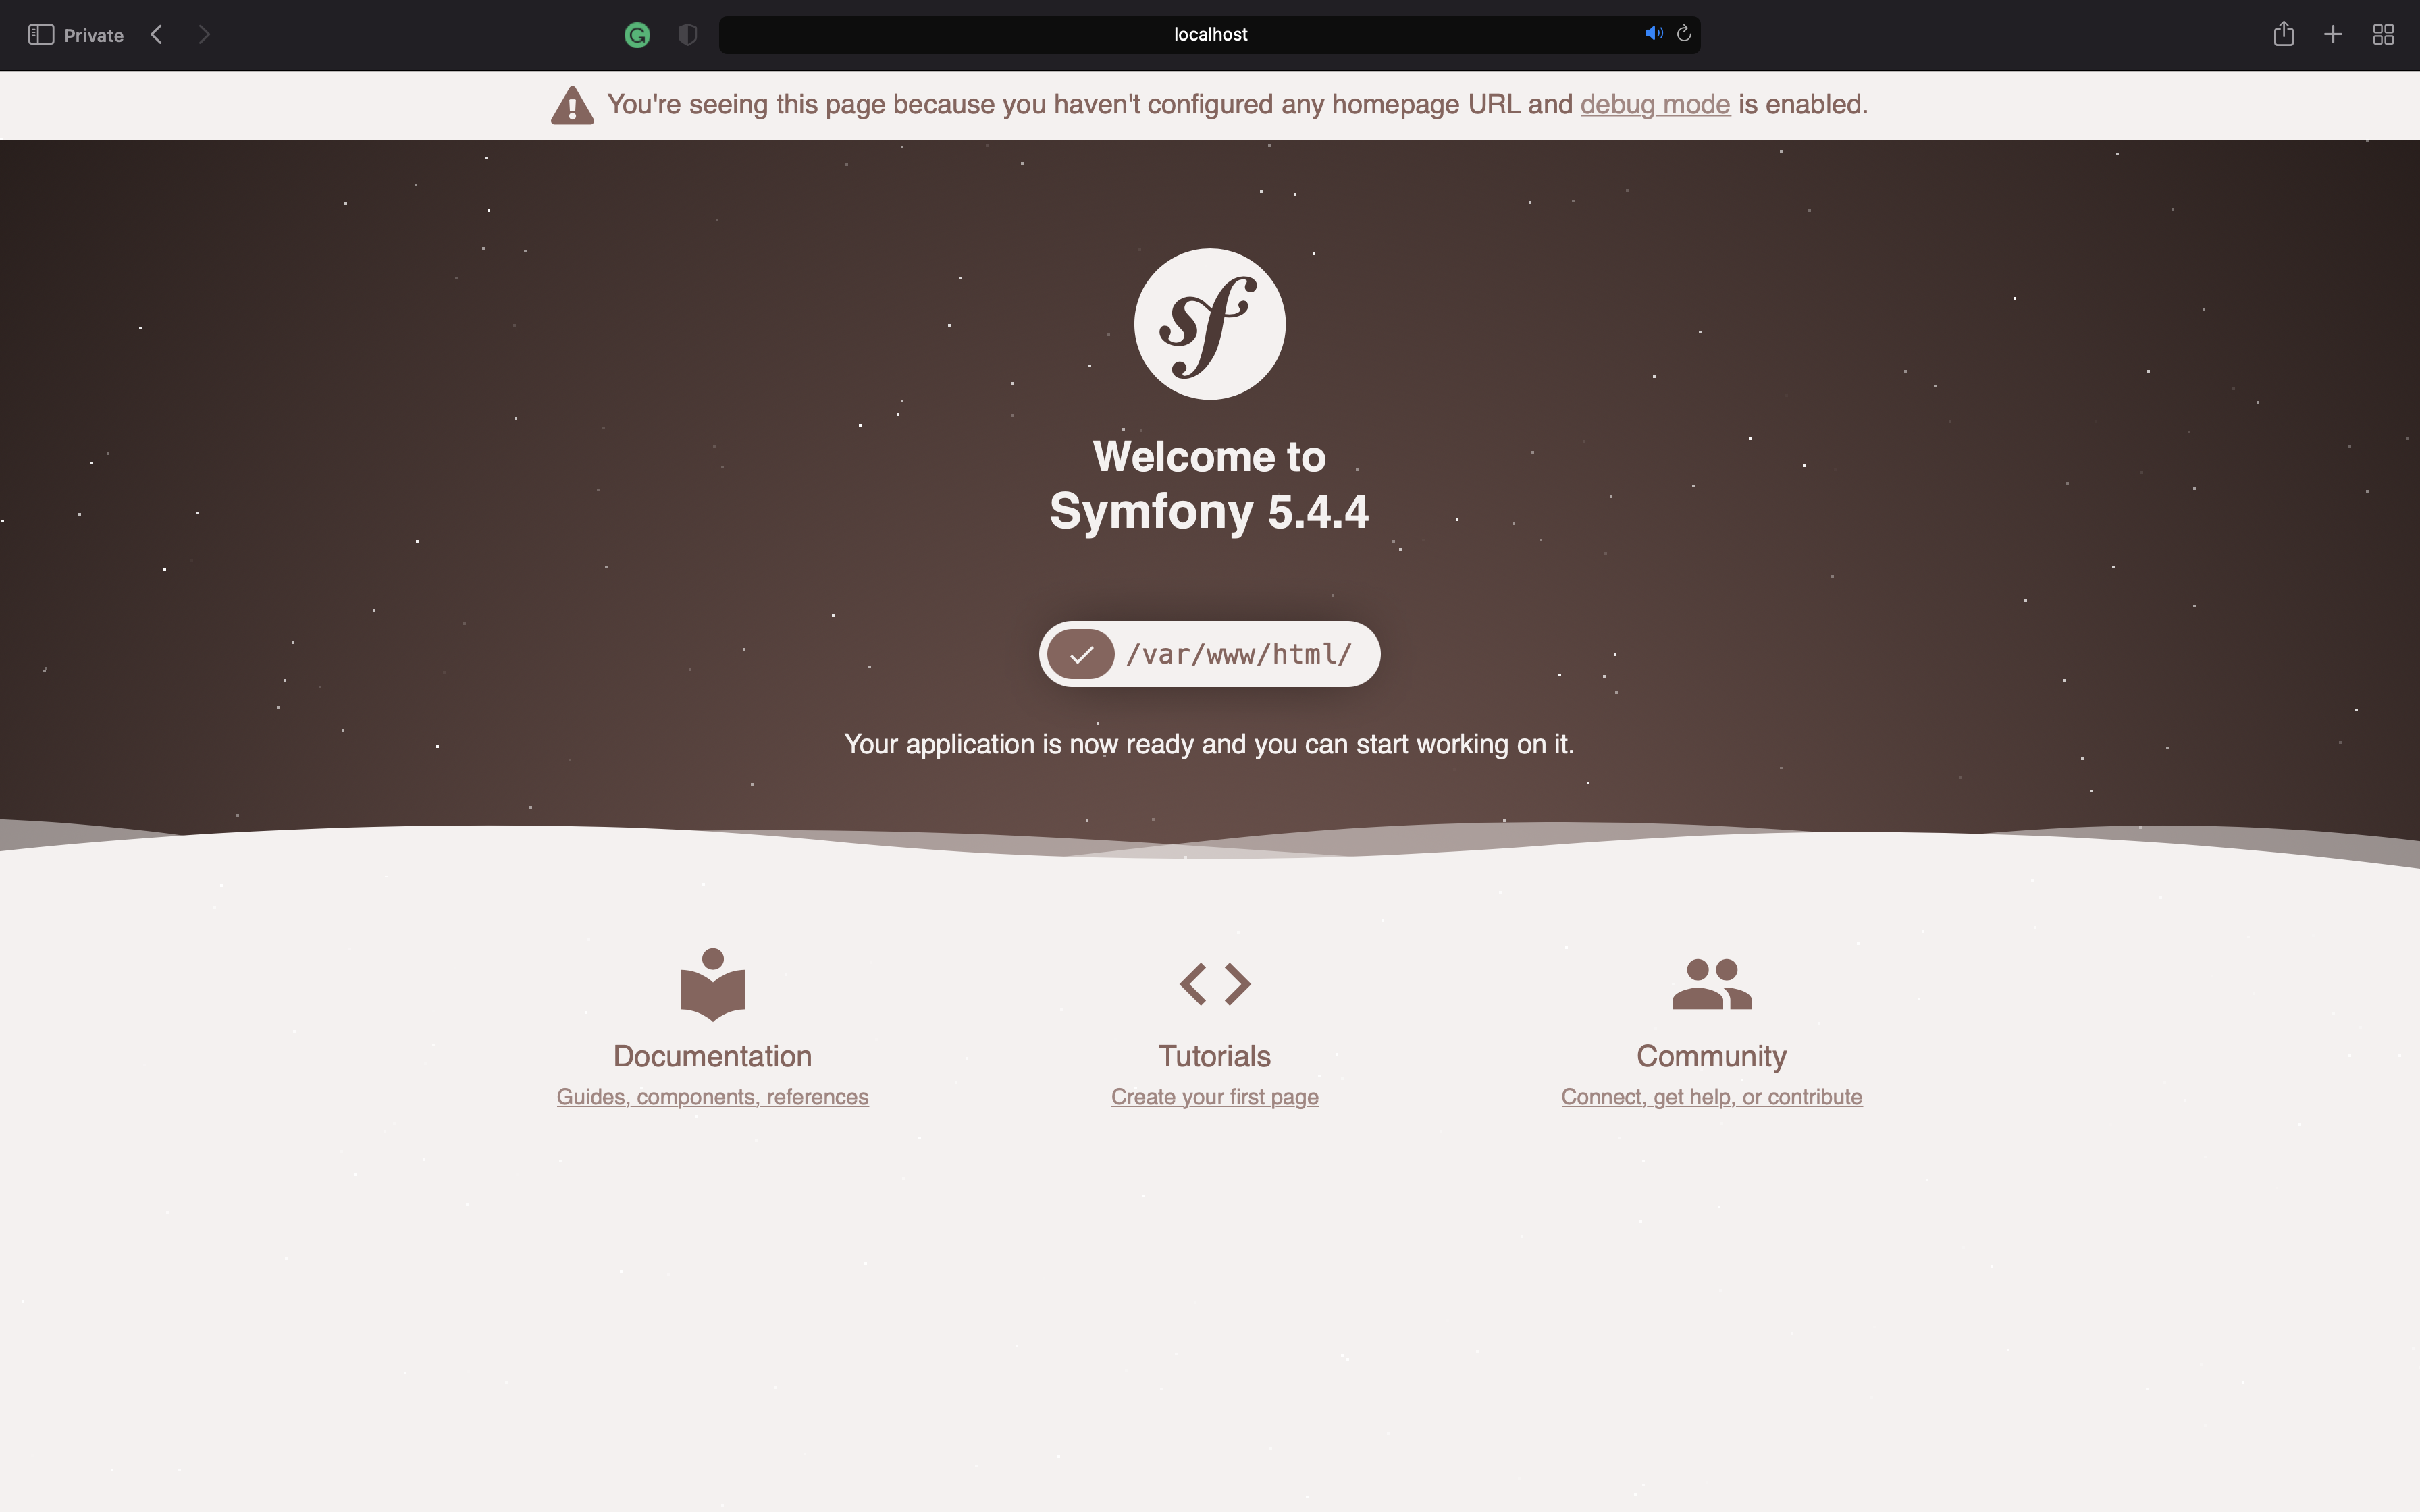 Private
localhost
You're seeing this page because you haven't configured any homepage URL and debug mode is enabled.
sf
Welcome to
Symfony 5.4.4
/var/www/html/
Your application is now ready and you can start working on it.
Documentation
Guides, components, references
Tutorials
Create your first page
Community
Connect, get help, or contribute